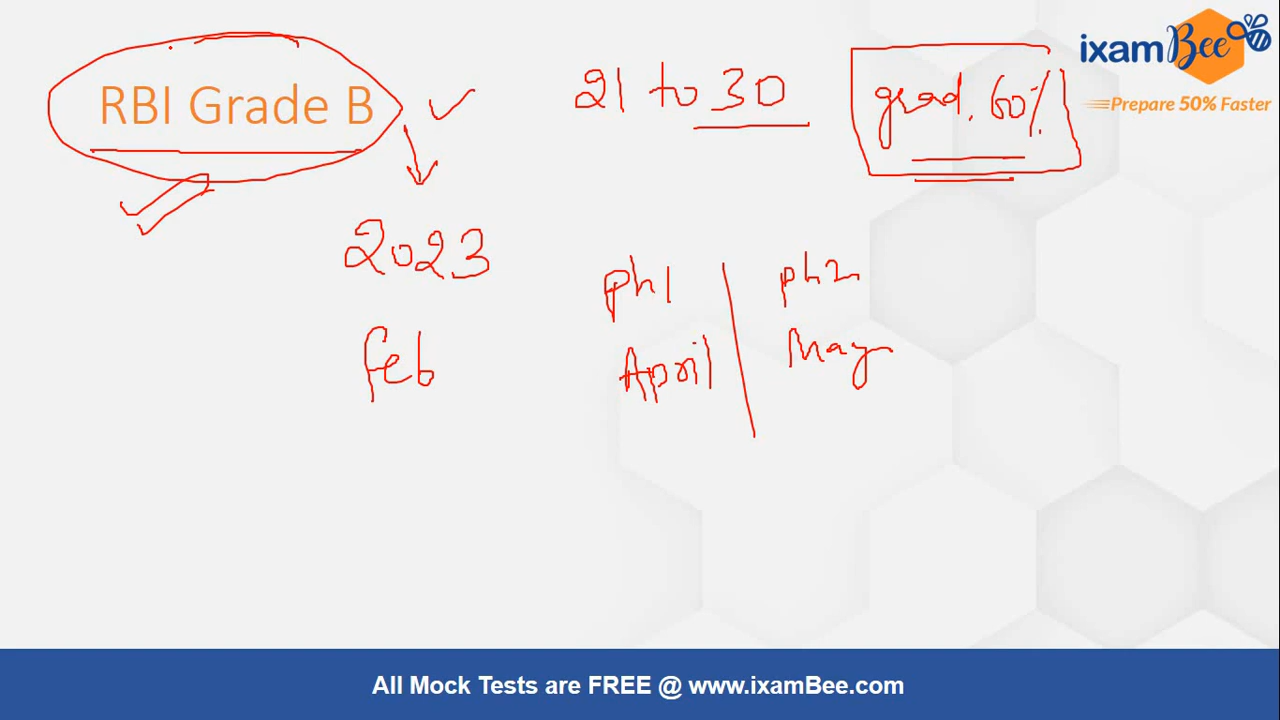 ixamBee
Prepare 50% Faster
RBI Grade B
21 to 30
grad. 60%
2023
feb
ph1
April
ph2
May
All Mock Tests are FREE @ www.ixamBee.com